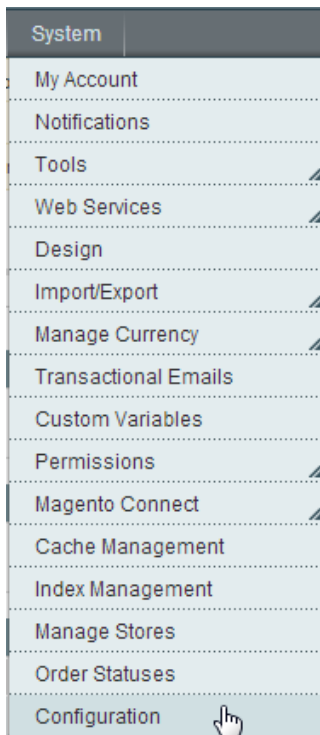 System
My Account
Notifications
Tools
Web Services
Design
Import/Export
Manage Currency
Transactional Emails
Custom Variables
Permissions
Magento Connect
Cache Management
Index Management
Manage Stores
Order Statuses
Configuration